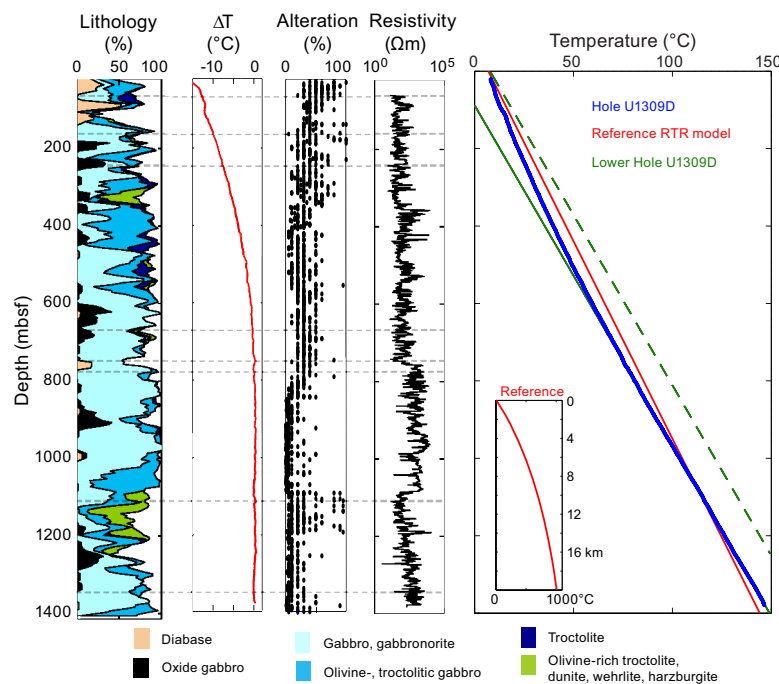 Lithology
(%)
0 50 100
ΔT
(°C)
-10 0
Alteration
(%)
0 100
Resistivity
(Ωm)
10⁰ 10⁵
Temperature (°C)
0 50 100 150
Depth (mbsf)
200
400
600
800
1000
1200
1400
Hole U1309D
Reference RTR model
Lower Hole U1309D
Reference
0
4
8
12
16 km
0 1000°C
Diabase
Oxide gabbro
Gabbro, gabbronorite
Olivine-, troctolitic gabbro
Troctolite
Olivine-rich troctolite,
dunite, wehrlite, harzburgite